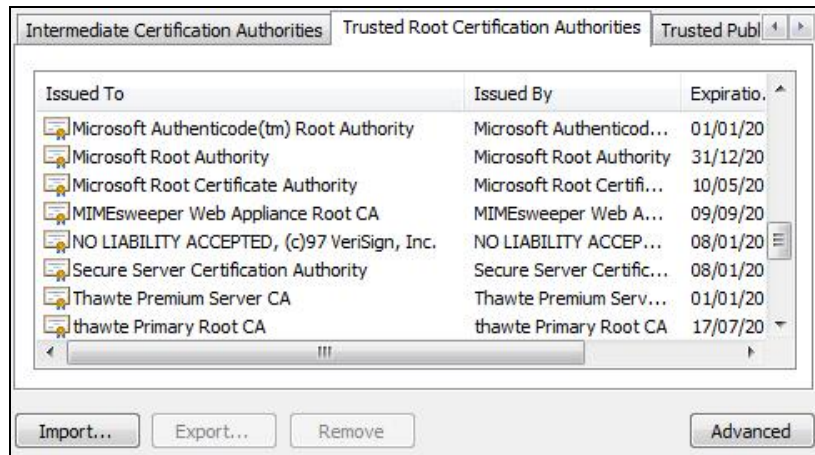 Intermediate Certification Authorities Trusted Root Certification Authorities Trusted Publ
Issued To Issued By Expiratio.
Microsoft Authenticode(tm) Root Authority Microsoft Authenticod... 01/01/20
Microsoft Root Authority Microsoft Root Authority 31/12/20
Microsoft Root Certificate Authority Microsoft Root Certifi... 10/05/20
MIMEsweeper Web Appliance Root CA MIMEsweeper Web A... 09/09/20
NO LIABILITY ACCEPTED, (c)97 VeriSign, Inc. NO LIABILITY ACCEP... 08/01/20
Secure Server Certification Authority Secure Server Certific... 08/01/20
Thawte Premium Server CA Thawte Premium Serv... 01/01/20
thawte Primary Root CA thawte Primary Root CA 17/07/20
Import... Export... Remove Advanced